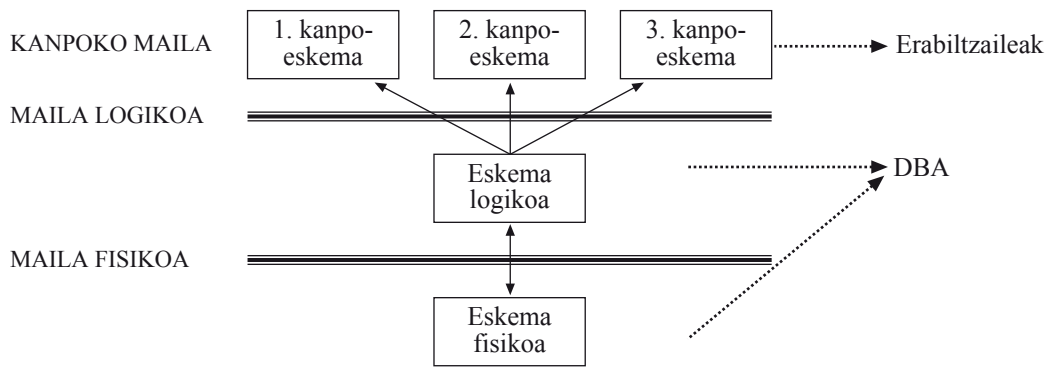 KANPOKO MAILA
1. kanpo-
eskema
2. kanpo-
eskema
3. kanpo-
eskema
Erabiltzaileak
MAILA LOGIKOA
Eskema
logikoa
DBA
MAILA FISIKOA
Eskema
fisikoa